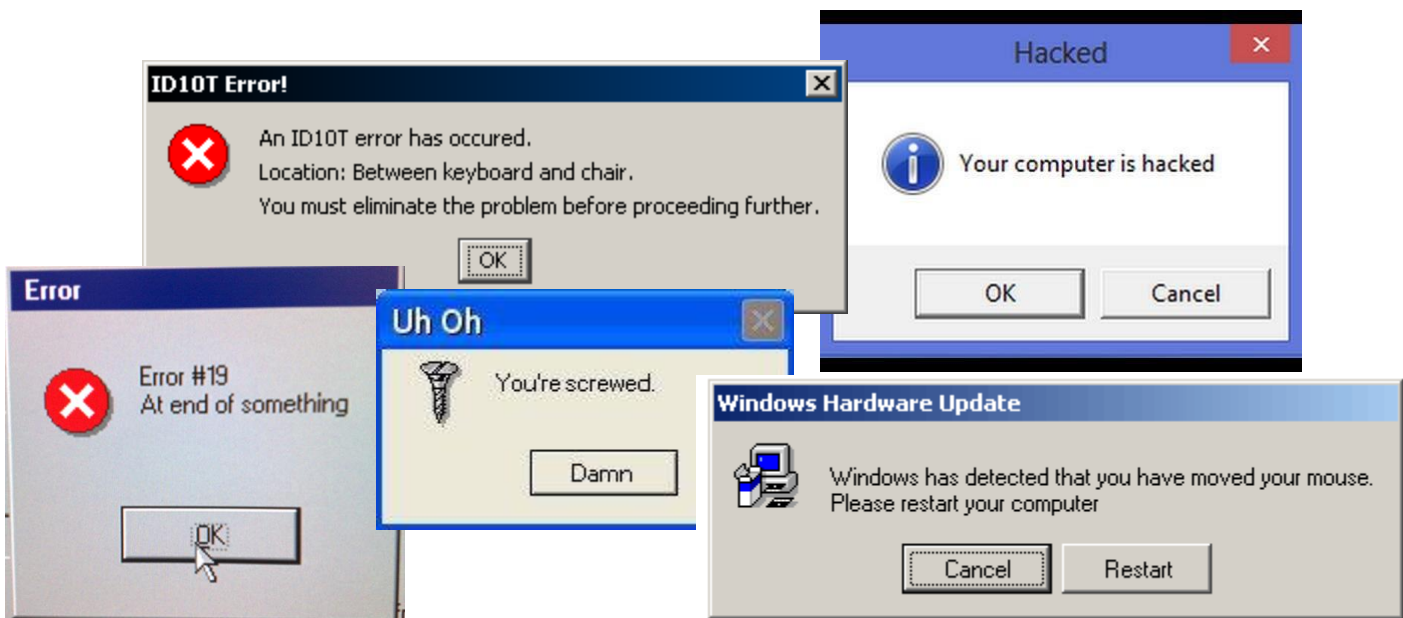 ID10T Error!
An ID10T error has occured.
Location: Between keyboard and chair.
You must eliminate the problem before proceeding further.
OK
Hacked
Your computer is hacked
OK
Cancel
Error
Error #19
At end of something
OK
Uh Oh
You're screwed.
Damn
Windows Hardware Update
Windows has detected that you have moved your mouse.
Please restart your computer
Cancel
Restart